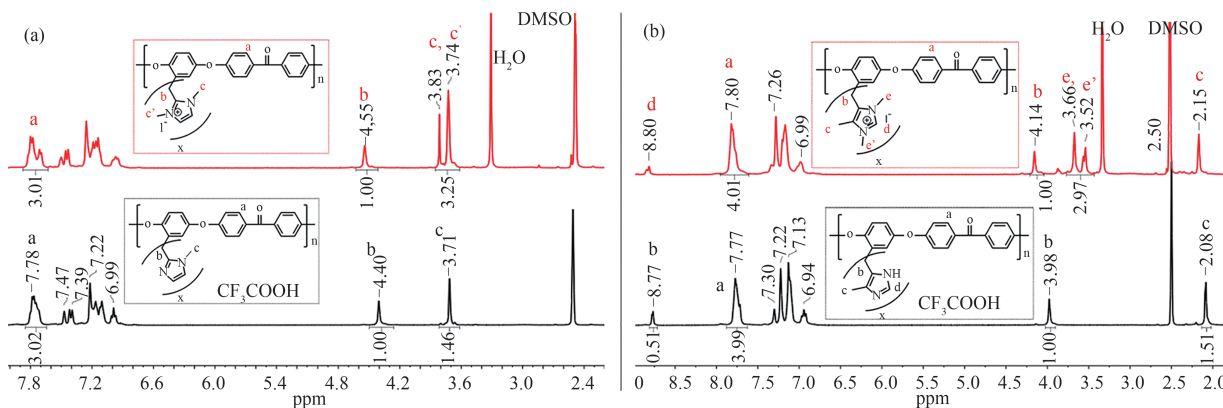 (a)
DMSO
H₂O
a
O
o
o
n
b
c
N
c'
N
I⁻
x
a
b
4,55
c, c'
3.83
3.74
3.01
1.00
3.25
a
O
o
o
n
b
c
N
N
x
CF₃COOH
a
7.78
7.47
7.39
7.22
6.99
b
4.40
c
3.71
3.02
1.00
1.46
7.8 7.2 6.6 6.0 5.4 4.8 4.2 3.6 3.0 2.4
ppm
(b)
H₂O
DMSO
a
O
o
o
n
b
e
N
c
I⁻
d
N
e'
x
d
8.80
a
7.80
7.26
6.99
b
4.14
e,
3.66
e'
3.52
2.50
c
2.15
4.01
1.00
2.97
a
O
o
o
n
b
NH
c
N
d
x
CF₃COOH
b
8.77
a
7.77
7.30
7.22
7.13
6.94
b
3.98
c
2.08
0.51
3.99
1.00
1.51
9.0 8.5 8.0 7.5 7.0 6.5 6.0 5.5 5.0 4.5 4.0 3.5 3.0 2.5 2.0
ppm